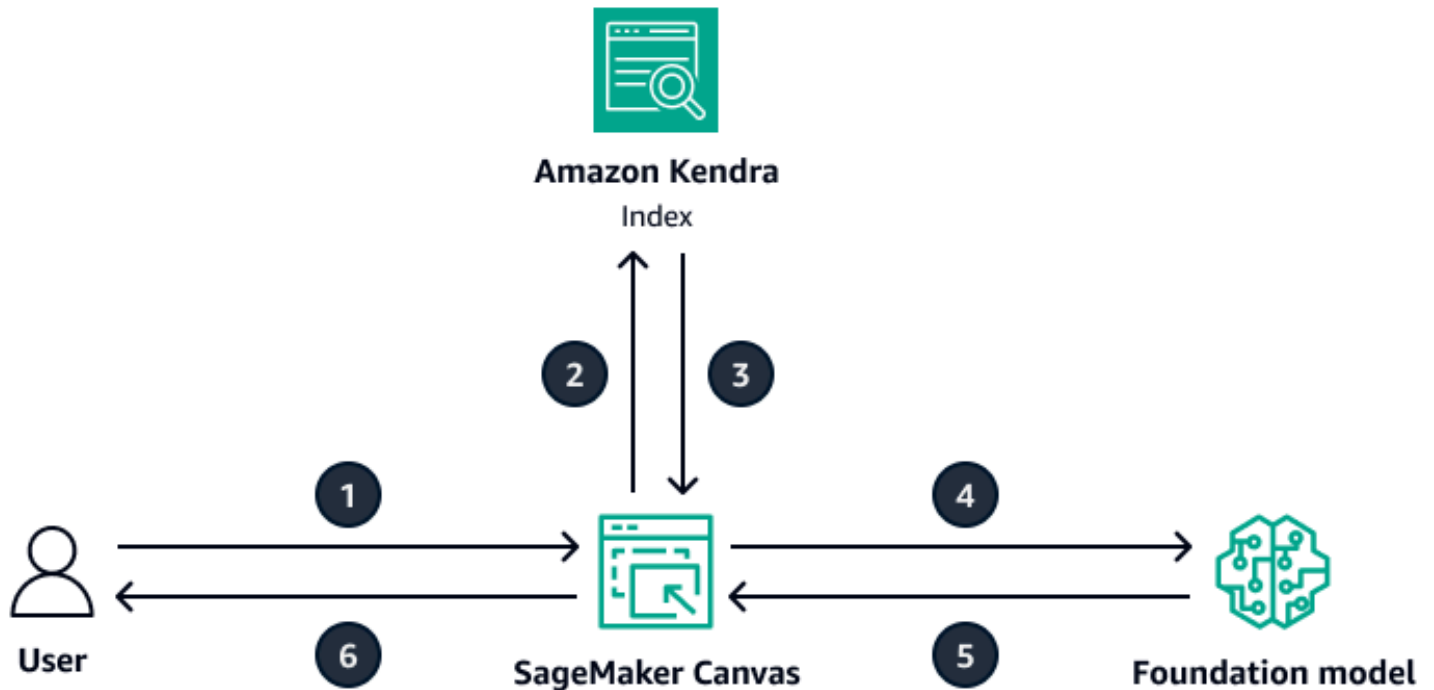 Amazon Kendra
Index
2
3
1
4
6
5
User
SageMaker Canvas
Foundation model